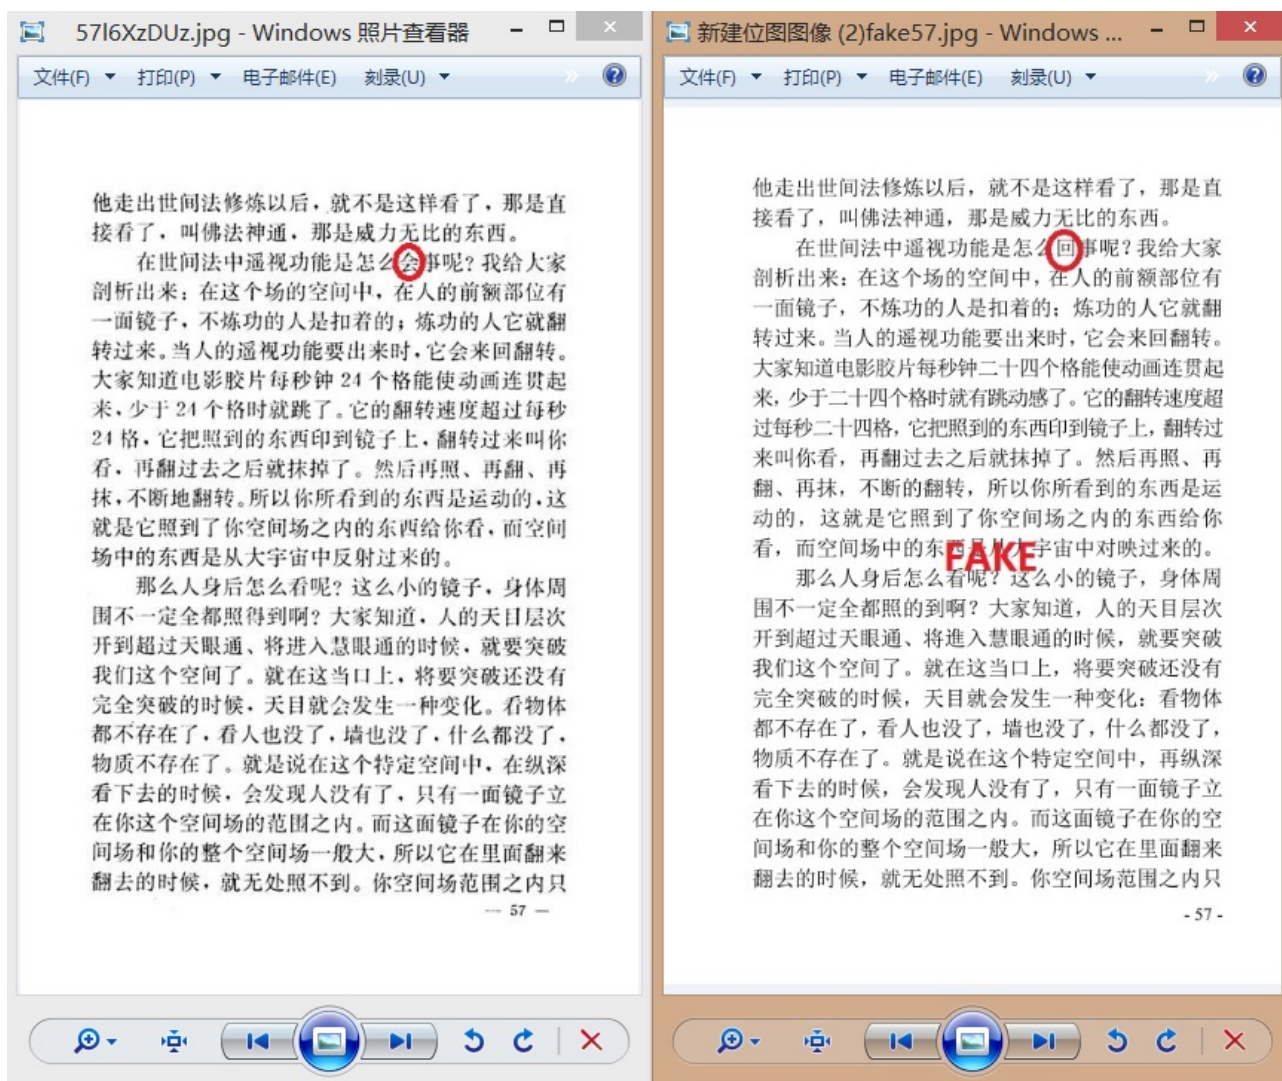 57l6XzDUz.jpg - Windows 照片查看器
文件(F) 打印(P) 电子邮件(E) 刻录(U)
他走出世间法修炼以后，就不是这样看了，那是直
接看了，叫佛法神通，那是威力无比的东西。
在世间法中遥视功能是怎么会事呢？我给大家
剖析出来：在这个场的空间中，在人的前额部位有
一面镜子，不炼功的人是扣着的；炼功的人它就翻
转过来。当人的遥视功能要出来时，它会来回翻转。
大家知道电影胶片每秒钟 24 个格能使动画连贯起
来，少于 24 个格时就跳了。它的翻转速度超过每秒
24 格，它把照到的东西印到镜子上，翻转过来叫你
看，再翻过去之后就抹掉了。然后再照、再翻、再
抹，不断地翻转。所以你所看到的东西是运动的，这
就是它照到了你空间场之内的东西给你看，而空间
场中的东西是从大宇宙中反射过来的。
那么人身后怎么看呢？这么小的镜子，身体周
围不一定全都照得到啊？大家知道，人的天目层次
开到超过天眼通、将进入慧眼通的时候，就要突破
我们这个空间了。就在这当口上，将要突破还没有
完全突破的时候，天目就会发生一种变化。看物体
都不存在了，看人也没了，墙也没了，什么都没了，
物质不存在了。就是说在这个特定空间中，在纵深
看下去的时候，会发现人没有了，只有一面镜子立
在你这个空间场的范围之内。而这面镜子在你的空
间场和你的整个空间场一般大，所以它在里面翻来
翻去的时候，就无处照不到。你空间场范围之内只
— 57 —
新建位图图像 (2)fake57.jpg - Windows ...
文件(F) 打印(P) 电子邮件(E) 刻录(U)
他走出世间法修炼以后，就不是这样看了，那是直
接看了，叫佛法神通，那是威力无比的东西。
在世间法中遥视功能是怎么回事呢？我给大家
剖析出来：在这个场的空间中，在人的前额部位有
一面镜子，不炼功的人是扣着的；炼功的人它就翻
转过来。当人的遥视功能要出来时，它会来回翻转。
大家知道电影胶片每秒钟二十四个格能使动画连贯起
来，少于二十四个格时就有跳动感了。它的翻转速度超
过每秒二十四格，它把照到的东西印到镜子上，翻转过
来叫你看，再翻过去之后就抹掉了。然后再照、再
翻、再抹，不断的翻转，所以你所看到的东西是运
动的，这就是它照到了你空间场之内的东西给你
看，而空间场中的东西是从大宇宙中对映过来的。
FAKE
那么人身后怎么看呢？这么小的镜子，身体周
围不一定全都照的到啊？大家知道，人的天目层次
开到超过天眼通、将進入慧眼通的时候，就要突破
我们这个空间了。就在这当口上，将要突破还没有
完全突破的时候，天目就会发生一种变化：看物体
都不存在了，看人也没了，墙也没了，什么都没了，
物质不存在了。就是说在这个特定空间中，再纵深
看下去的时候，会发现人没有了，只有一面镜子立
在你这个空间场的范围之内。而这面镜子在你的空
间场和你的整个空间场一般大，所以它在里面翻来
翻去的时候，就无处照不到。你空间场范围之内只
- 57 -